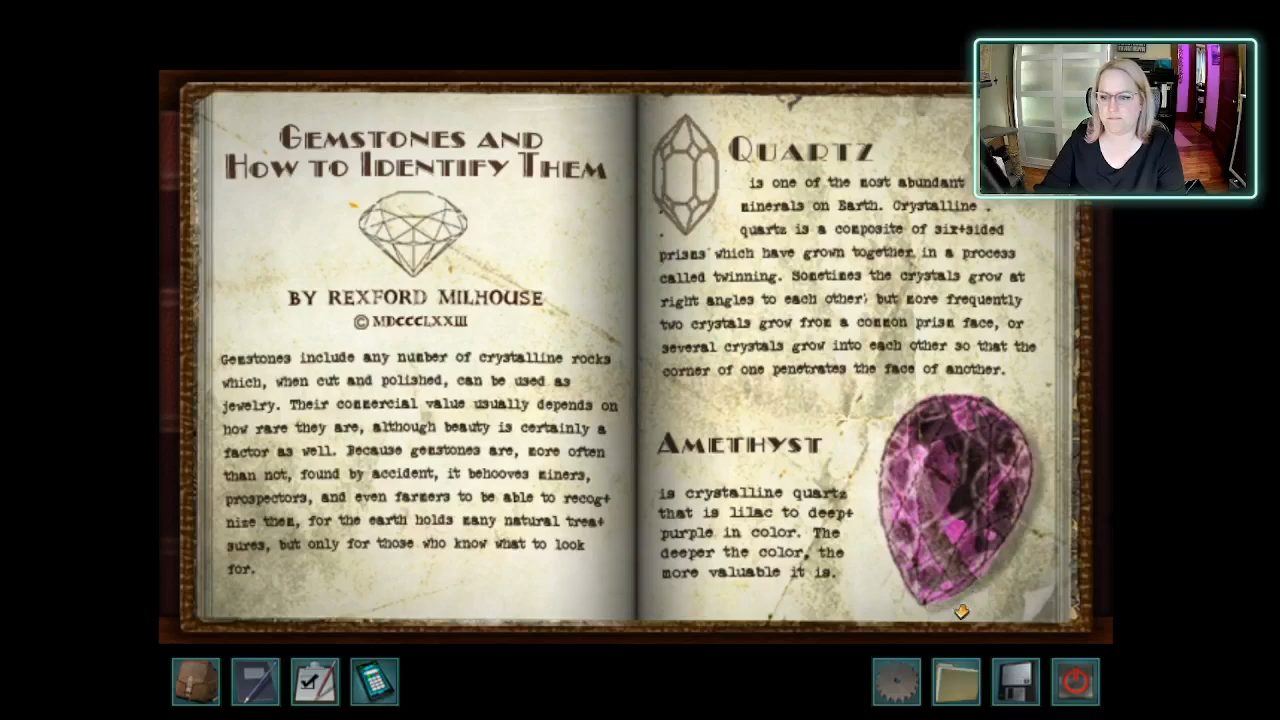 GEMSTONES AND
HOW TO IDENTIFY THEM
BY REXFORD MILHOUSE
© MDCCCLXXIII
Gemstones include any number of crystalline rocks
which, when cut and polished, can be used as
jewelry. Their commercial value usually depends on
how rare they are, although beauty is certainly a
factor as well. Because gemstones are, more often
than not, found by accident, it behooves miners,
prospectors, and even farmers to be able to recog+
nize them, for the earth holds many natural trea+
sures, but only for those who know what to look
for.
QUARTZ
is one of the most abundant
minerals on Earth. Crystalline
quartz is a composite of six+sided
prisms which have grown together in a process
called twinning. Sometimes the crystals grow at
right angles to each other; but more frequently
two crystals grow from a common prism face, or
several crystals grow into each other so that the
corner of one penetrates the face of another.
AMETHYST
is crystalline quartz
that is lilac to deep+
purple in color. The
deeper the color, the
more valuable it is.